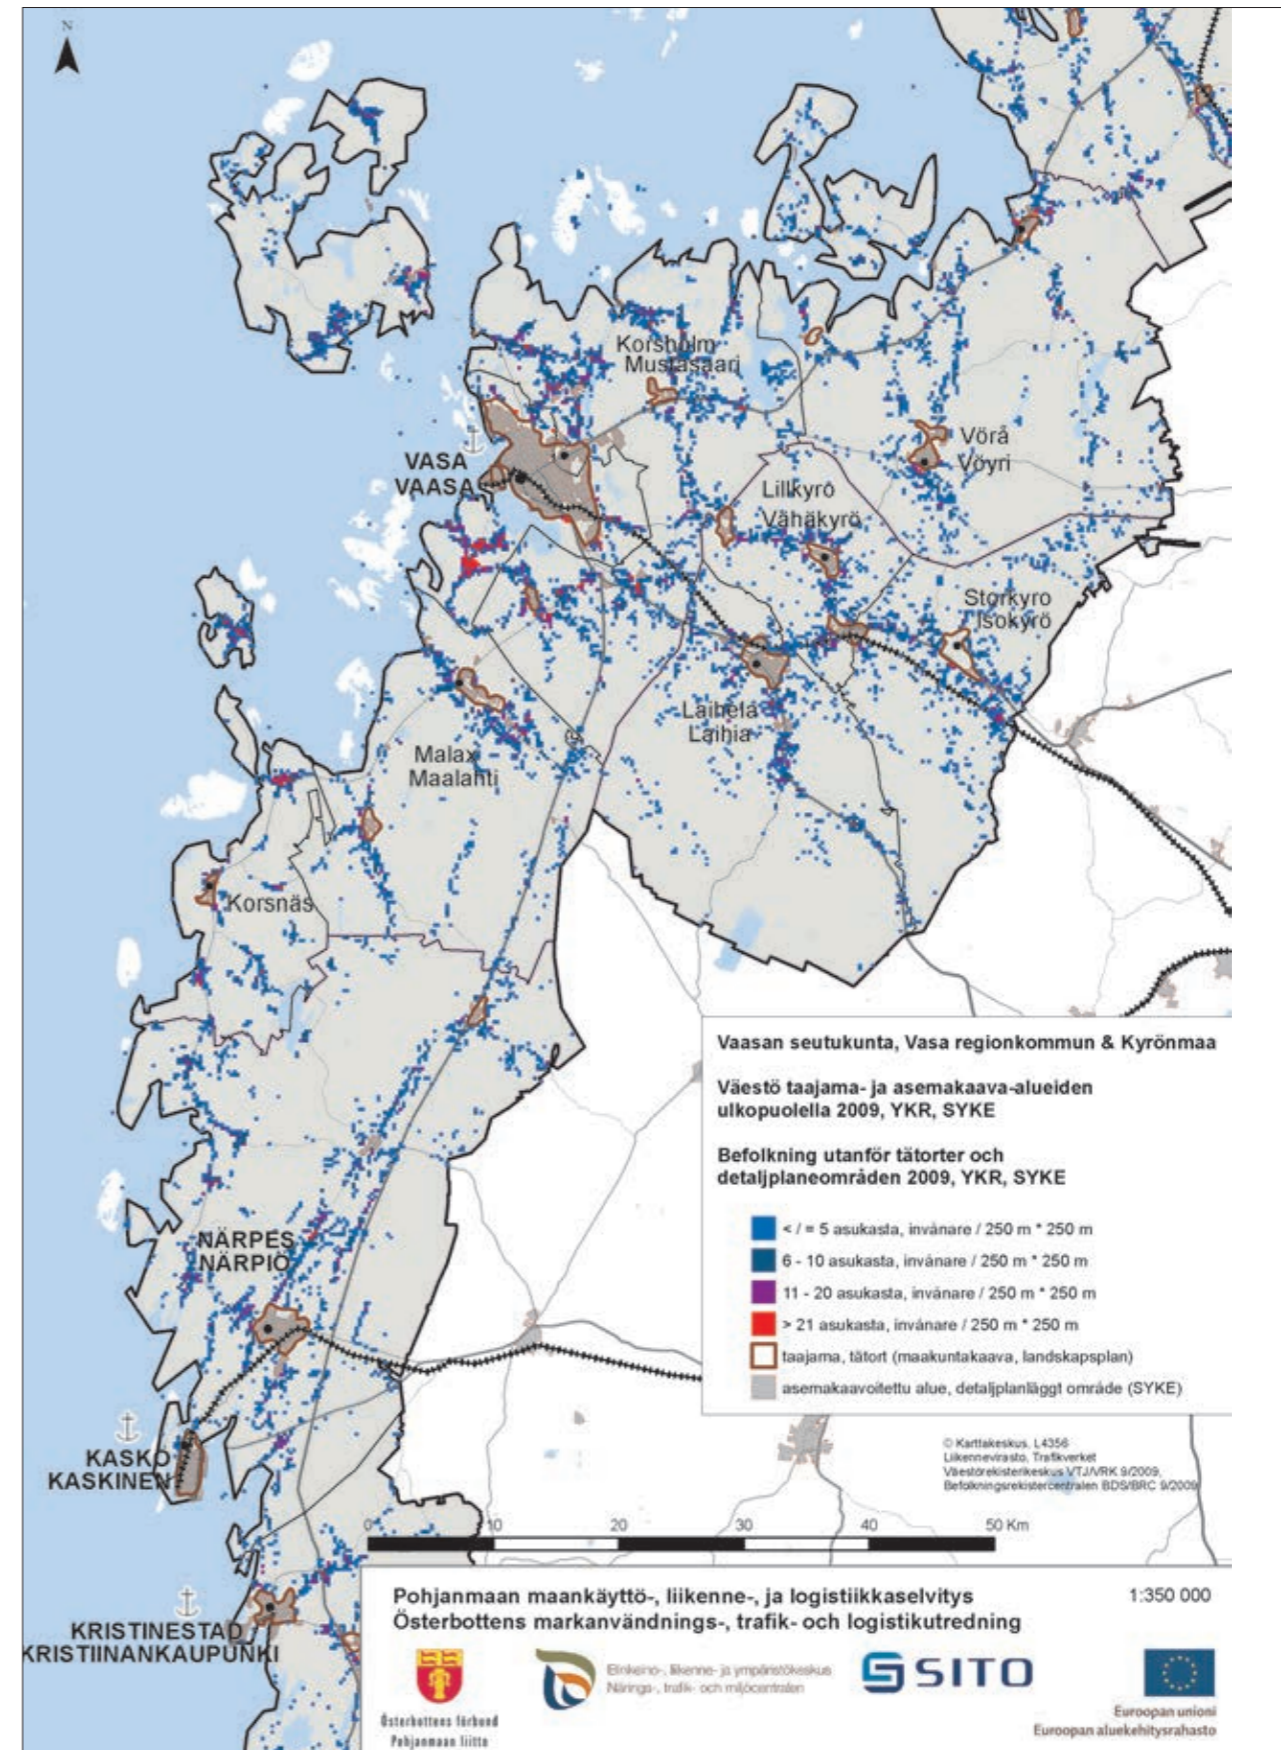 N
Korsholm
Mustasaari
VASA
VAASA
Vörå
Vöyri
Lillkyrö
Vähäkyrö
Storkyro
Isokyrö
Laihela
Laihia
Malax
Maalahti
Korsnäs
Vaasan seutukunta, Vasa regionkommun & Kyrönmaa
Väestö taajama- ja asemakaava-alueiden
ulkopuolella 2009, YKR, SYKE
Befolkning utanför tätorter och
detaljplaneområden 2009, YKR, SYKE
< / = 5 asukasta, invånare / 250 m * 250 m
6 - 10 asukasta, invånare / 250 m * 250 m
11 - 20 asukasta, invånare / 250 m * 250 m
> 21 asukasta, invånare / 250 m * 250 m
taajama, tätort (maakuntakaava, landskapsplan)
asemakaavoitettu alue, detaljplanläggt område (SYKE)
NÄRPES
NÄRPIÖ
KASKÖ
KASKINEN
© Karttakeskus, L4356
Liikennevirasto, Trafikverket
Väestörekisterikeskus VTJ/VRK 9/2009,
Befolkningsregistercentralen BDS/BRC 9/2009
0 10 20 30 40 50 Km
KRISTINESTAD
KRISTIINANKAUPUNKI
Pohjanmaan maankäyttö-, liikenne-, ja logistiikkaselvitys
Österbottens markanvändnings-, trafik- och logistikutredning
1:350 000
Österbottens förbund
Pohjanmaan liitto
Elinkeino-, liikenne- ja ympäristökeskus
Närings-, trafik- och miljöcentralen
SITO
Euroopan unioni
Euroopan aluekehitysrahasto